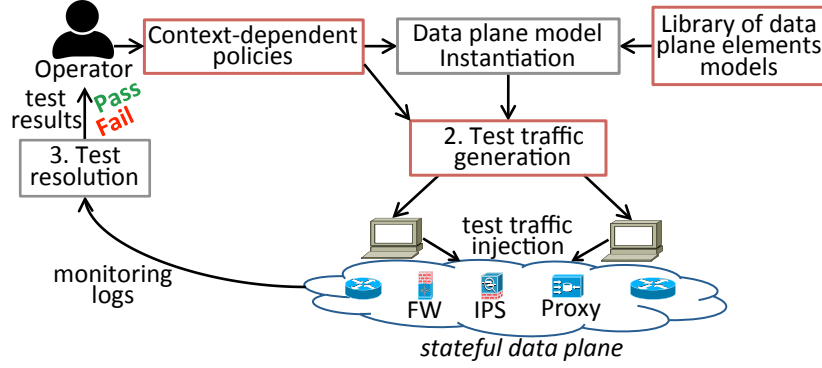 Operator
Context-dependent
policies
Data plane model
Instantiation
Library of data
plane elements
models
test
results
Pass
Fail
2. Test traffic
generation
3. Test
resolution
test traffic
injection
monitoring
logs
FW
IPS
Proxy
stateful data plane